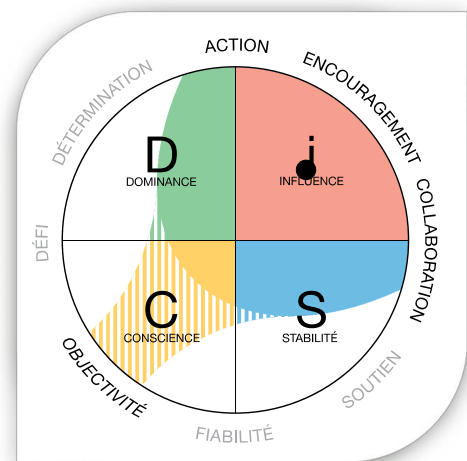 ACTION
ENCOURAGEMENT
DÉTERMINATION
D
DOMINANCE
i
INFLUENCE
COLLABORATION
DÉFI
C
CONSCIENCE
S
STABILITÉ
OBJECTIVITÉ
SOUTIEN
FIABILITÉ